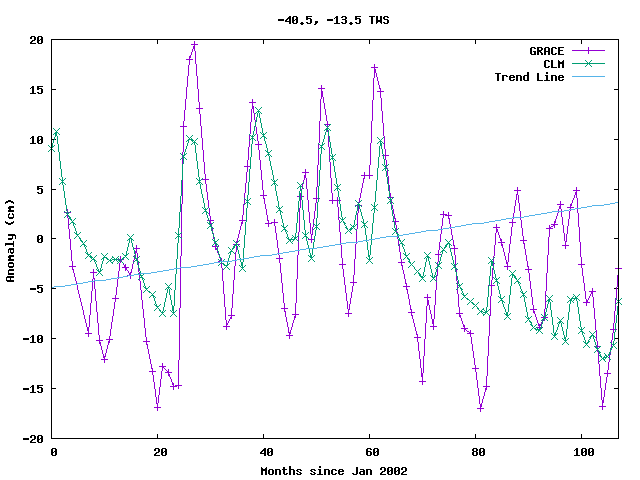 -40.5, -13.5 TWS
GRACE
CLM
Trend Line
20
15
10
5
0
-5
-10
-15
-20
Anomaly (cm)
0 20 40 60 80 100
Months since Jan 2002